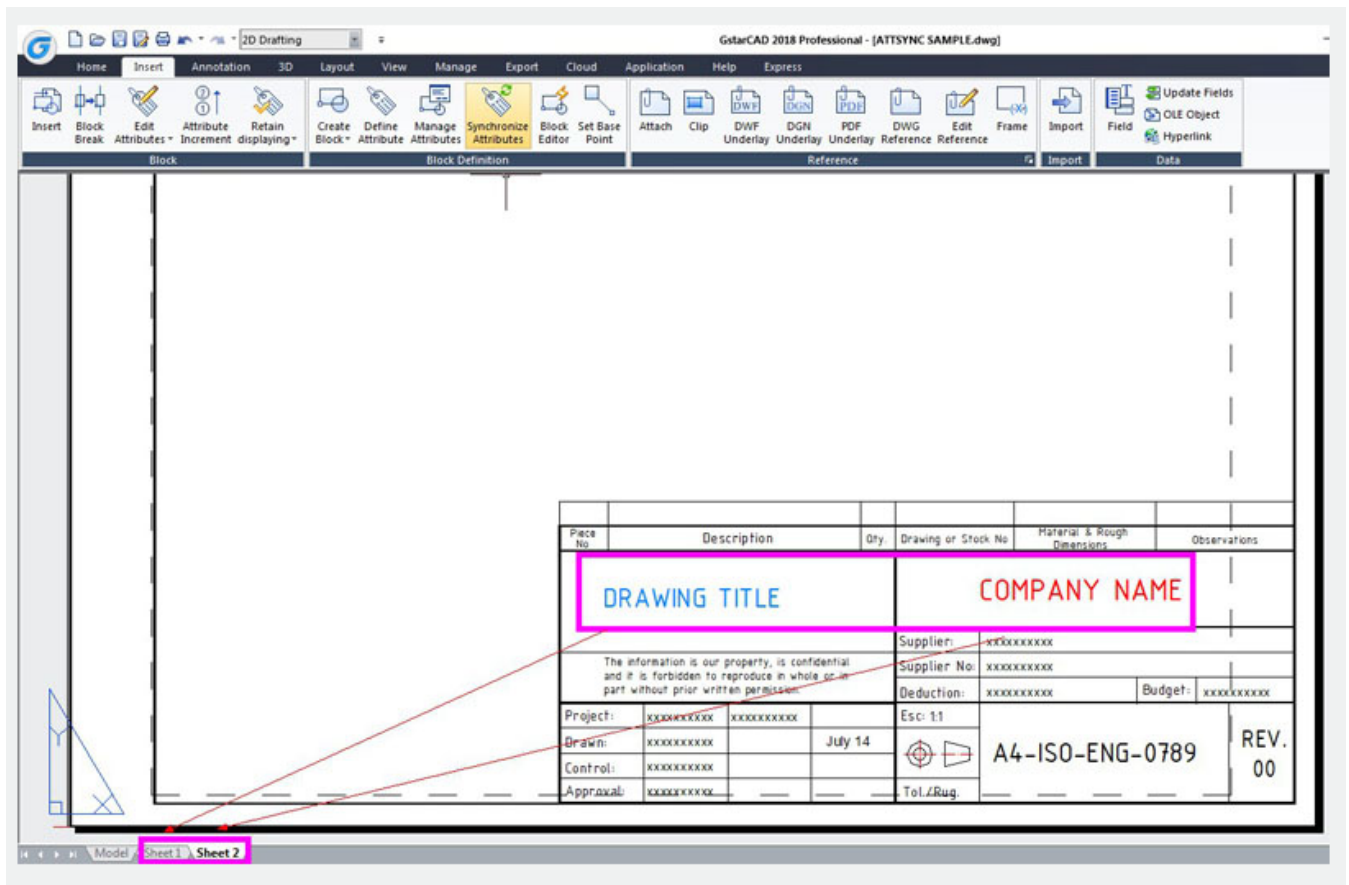 2D Drafting
GstarCAD 2018 Professional - [ATTSYNC SAMPLE.dwg]
Home Insert Annotation 3D Layout View Manage Export Cloud Application Help Express
Insert
Block Break
Edit Attributes
Attribute Increment
Retain displaying
Create Block
Define Attribute
Manage Attributes
Synchronize Attributes
Block Editor
Set Base Point
Attach
Clip
DWF Underlay
DGN Underlay
PDF Underlay
DWG Reference
Edit Reference
Frame
Import
Field
Update Fields
OLE Object
Hyperlink
Block Block Definition Reference Import Data
Piece No Description Qty. Drawing or Stock No Material & Rough Dimensions Observations
DRAWING TITLE COMPANY NAME
Supplier: xxxxxxxxxx
The information is our property, is confidential
and it is forbidden to reproduce in whole or in
part without prior written permission.
Supplier No: xxxxxxxxxx
Deduction: xxxxxxxxxx Budget: xxxxxxxxxx
Project: xxxxxxxxxx xxxxxxxxxx Esc: 1:1
Drawn: xxxxxxxxxx July 14
Control: xxxxxxxxxx
A4-ISO-ENG-0789 REV. 00
Approval: xxxxxxxxxx Tol./Rug.
Y
X
Model Sheet 1 Sheet 2